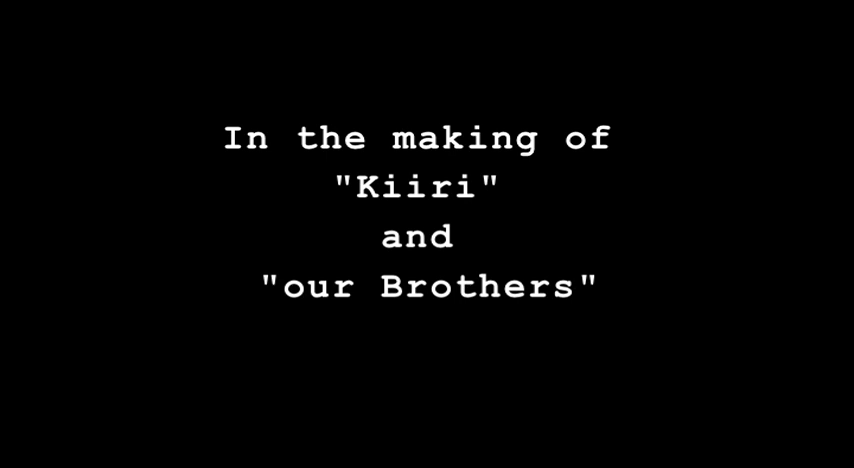 In the making of
"Kiiri"
and
"our Brothers"